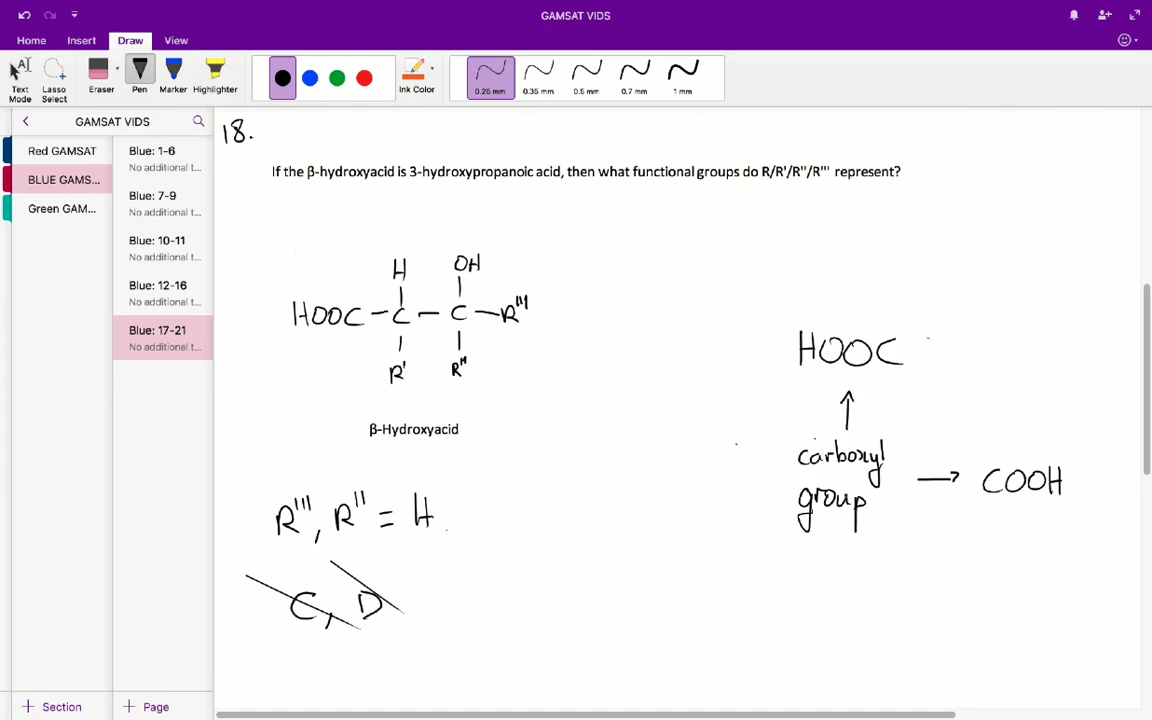 GAMSAT VIDS
Home Insert Draw View
Text Mode
Lasso Select
Eraser
Pen
Marker
Highlighter
Ink Color
0.25 mm
0.35 mm
0.5 mm
0.7 mm
1 mm
GAMSAT VIDS
Red GAMSAT
BLUE GAMS...
Green GAM...
Blue: 1-6
No additional t...
Blue: 7-9
No additional t...
Blue: 10-11
No additional t...
Blue: 12-16
No additional t...
Blue: 17-21
No additional t...
+ Section
+ Page
18.
If the β-hydroxyacid is 3-hydroxypropanoic acid, then what functional groups do R/R'/R''/R''' represent?
H OH
HOOC - C - C - R'''
R' R''
β-Hydroxyacid
HOOC
↑
carboxyl
group → COOH
R''', R'' = H
C, D